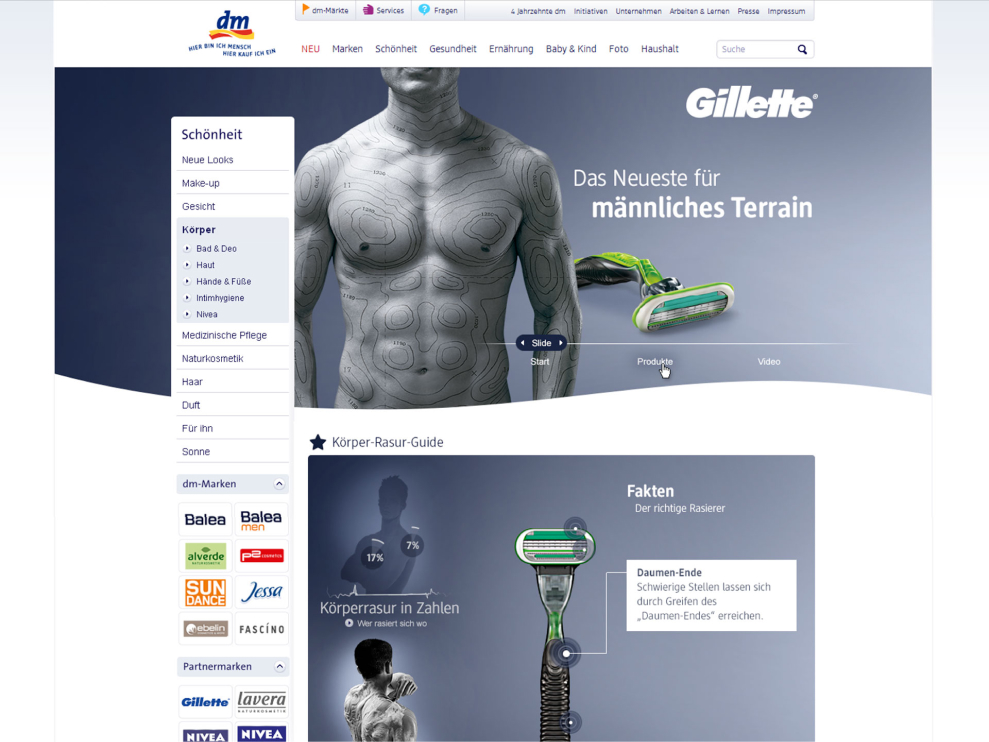 dm-Märkte
Services
Fragen
4 Jahrzehnte dm Initiativen Unternehmen Arbeiten & Lernen Presse Impressum
dm
HIER BIN ICH MENSCH
HIER KAUF ICH EIN
NEU Marken Schönheit Gesundheit Ernährung Baby & Kind Foto Haushalt
Suche
Gillette®
Das Neueste für
männliches Terrain
Slide
Start
Produkte
Video
Schönheit
Neue Looks
Make-up
Gesicht
Körper
Bad & Deo
Haut
Hände & Füße
Intimhygiene
Nivea
Medizinische Pflege
Naturkosmetik
Haar
Duft
Für ihn
Sonne
dm-Marken
Balea
Balea
men
alverde
NATURKOSMETIK
p2 COSMETICS
SUN
DANCE
Jessa
ebelin
FASCÍNO
Partnermarken
Gillette
lavera
NATURKOSMETIK
NIVEA
NIVEA
Körper-Rasur-Guide
17%
7%
Körperrasur in Zahlen
Wer rasiert sich wo
Fakten
Der richtige Rasierer
Daumen-Ende
Schwierige Stellen lassen sich
durch Greifen des
„Daumen-Endes" erreichen.